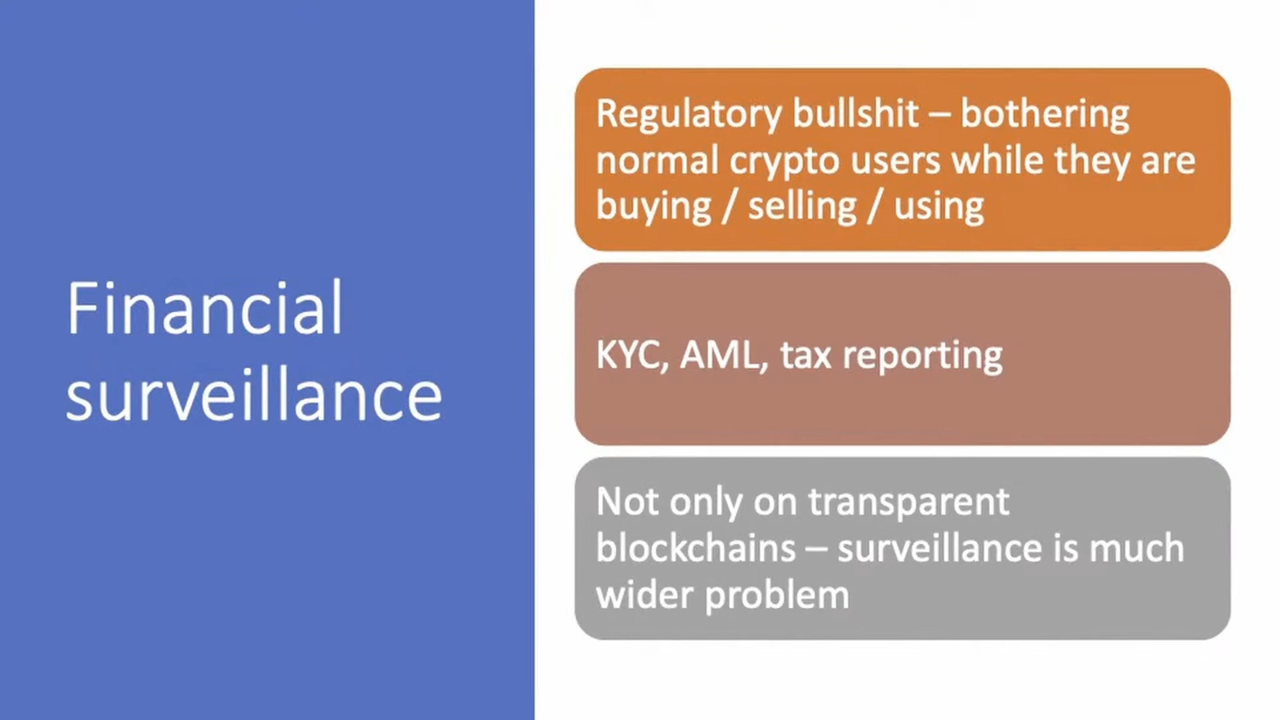 Financial
surveillance
Regulatory bullshit – bothering
normal crypto users while they are
buying / selling / using
KYC, AML, tax reporting
Not only on transparent
blockchains – surveillance is much
wider problem